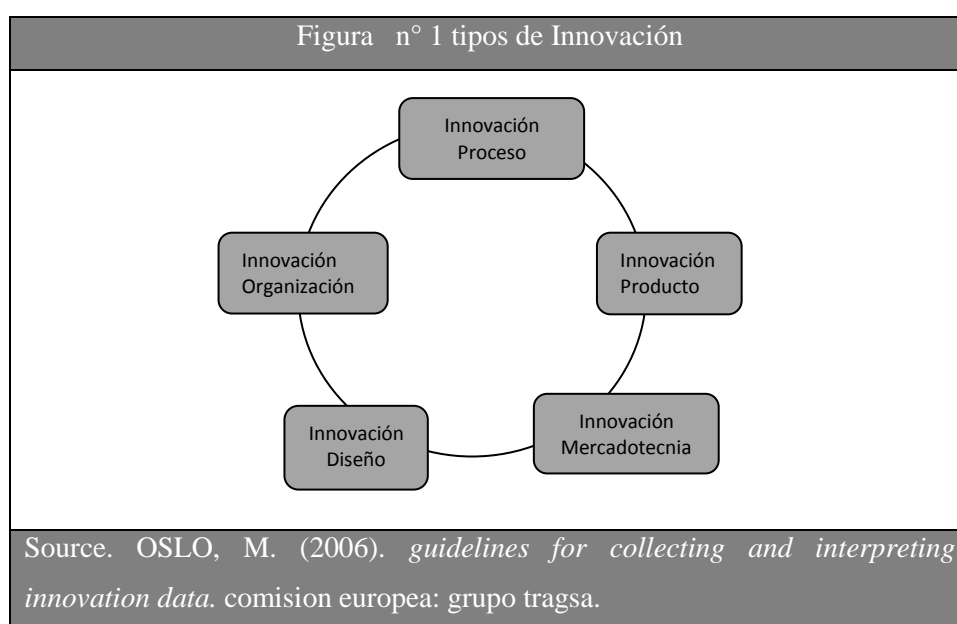 Figura n° 1 tipos de Innovación
Innovación
Proceso
Innovación
Organización
Innovación
Producto
Innovación
Diseño
Innovación
Mercadotecnia
Source. OSLO, M. (2006). guidelines for collecting and interpreting
innovation data. comision europea: grupo tragsa.